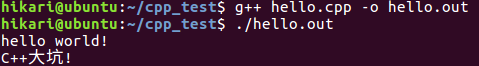 hikari@ubuntu:~/cpp_test$ g++ hello.cpp -o hello.out
hikari@ubuntu:~/cpp_test$ ./hello.out
hello world!
C++大坑!